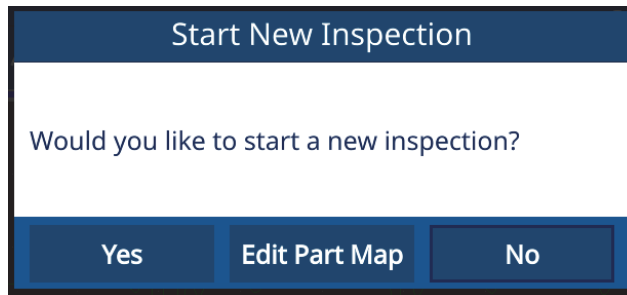 Start New Inspection
Would you like to start a new inspection?
Yes
Edit Part Map
No